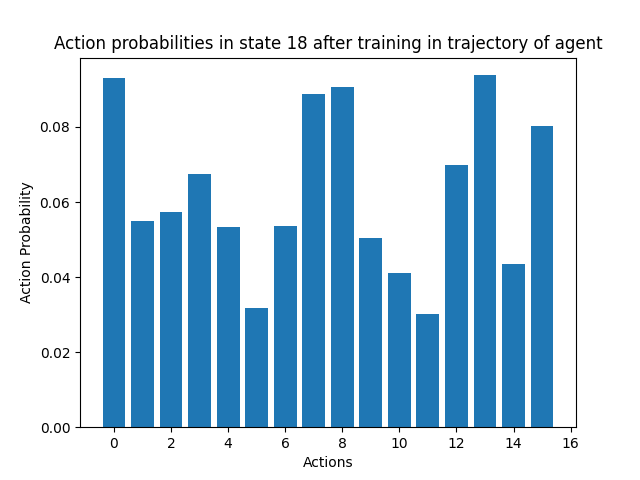 Action probabilities in state 18 after training in trajectory of agent
0.08
0.06
0.04
0.02
0.00
Action Probability
0 2 4 6 8 10 12 14 16
Actions